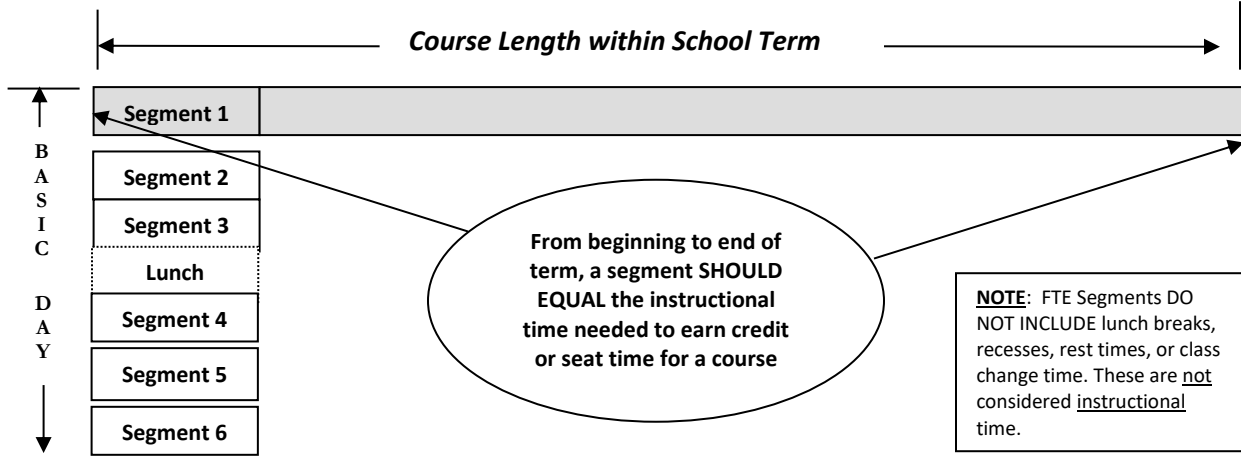 Course Length within School Term
BASIC DAY
Segment 1
Segment 2
Segment 3
Lunch
Segment 4
Segment 5
Segment 6
From beginning to end of
term, a segment SHOULD
EQUAL the instructional
time needed to earn credit
or seat time for a course
NOTE: FTE Segments DO
NOT INCLUDE lunch breaks,
recesses, rest times, or class
change time. These are not
considered instructional
time.